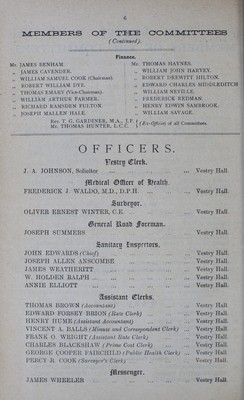 6
MEMBERS OF THE COMMITTEES
(Continued).
Finance.
Mr. JAMES BENHAM. Mr. THOMAS HAYNES.
„ JAMES CAVENDER. „ WILLIAM JOHN HARVEY.
„ WILLIAM SAMUEL COOK (Chairman). „ ROBERT DREWITT HILTON.
„ ROBERT WILLIAM DYE. „ EDWARD CHARLES MIDDLEDITCH
„ THOMAS EMARY (Vice-Chairman). „ WILLIAM NEVILLE.
„ WILLIAM ARTHUR FARMER. „ FREDERICK REDMAN.
„ RICHARD RAMSDEN FULTON. „ HENRY EDWIN SAMBROOK.
„ JOSEPH MALLEN HALE. „ WILLIAM SAVAGE.
Rev. T. G. GARDINER, M.A., J.P. } (Ex-Officio) of all Committees.
Mr. THOMAS HUNTER, L.C.C.
OFFICERS.
Vestry Clerk.
J. A. JOHNSON, Solicitor ... Vestry Hall.
Medical Officer of Health.
FREDERICK J. WALDO, M.D., D.P.H. ... Vestry Hall.
Surveyor.
OLIVER ERNEST WINTER, C.E. ... Vestry Hall.
General Road Foreman.
JOSEPH SUMMERS ... Vestry Hall.
Sanitary Inspectors.
JOHN EDWARDS (Chief) ... Vestry Hall.
JOSEPH ALLEN ANSCOMBE ... Vestry Hall.
JAMES WEATHERITT ... Vestry Hall.
W. HOLDEN RALPH ... Vestry Hall.
ANNIE ELLIOTT ... Vestry Hall.
Assistant Clerks.
THOMAS BROWN (Accountant) ... Vestry Hall.
EDWARD FORSEY BRION (Rate Clerk) ... Vestry Hall.
HENRY HUME (Assistant Accountant) ... Vestry Hall.
VINCENT A. BALLS (Minute and Correspondent Clerk) ... Vestry Hall.
FRANK O. WRIGHT (Assistant Rate Clerk) ... Vestry Hall.
CHARLES BLACKSHAW (Prime Cost Clerk) ... Vestry Hall.
GEORGE COOPER FAIRCHILD (Public Health Clerk) ... Vestry Hall.
PERCY R. COOK (Surveyor's Clerk) ... Vestry Hall.
Messenger.
JAMES WHEELER ... Vestry Hall.